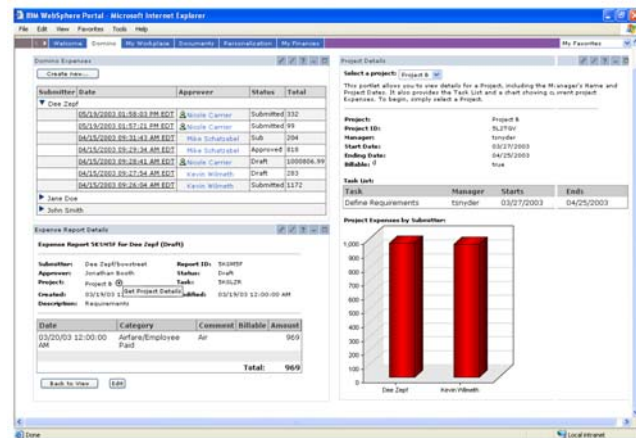 IBM WebSphere Portal - Microsoft Internet Explorer
File Edit View Favorites Tools Help
Welcome Domino My Workplace Documents Personalization My Finances My Favorites
Domino Expenses
Create new...
Submitter Date Approver Status Total
Dee Zepf
05/19/2003 01:58:03 PM EDT Nicole Carrier Submitted 332
05/19/2003 01:57:21 PM EDT Nicole Carrier Submitted 99
04/15/2003 09:31:43 AM EDT Mike Schatzabel Sub 204
04/15/2003 09:29:34 AM EDT Mike Schatzabel Approved 818
04/15/2003 09:28:41 AM EDT Nicole Carrier Draft 1000806.99
04/15/2003 09:27:54 AM EDT Kevin Wilmeth Draft 283
04/15/2003 09:26:04 AM EDT Kevin Wilmeth Submitted 1172
Jane Doe
John Smith
Expense Report Details
Expense Report for Dee Zepf (Draft)
Submitter: Dee Zepf/bowstreet Report ID:
Approver: Jonathan Booth Status: Draft
Project: Project B Task:
Get Project Details
Created: 03/19/03 Modified: 03/19/03 12:00:00 AM
Description: Requirements
Date Category Comment Billable Amount
03/20/03 12:00:00 AM Airfare/Employee Paid Air 969
Total: 969
Back to View Edit
Project Details
Select a project: Project B
This portlet allows you to view details for a project, including the Manager's Name and
Project Dates. It also provides the Task List and a chart showing current project
Expenses. To begin, simply select a Project.
Project: Project B
Project ID:
Manager: tsnyder
Start Date: 03/27/2003
Ending Date: 04/25/2003
Billable: true
Task List:
Task Manager Starts Ends
Define Requirements tsnyder 03/27/2003 04/25/2003
Project Expenses by Submitter:
1,000
900
800
700
600
500
400
300
200
100
0
Dee Zepf Kevin Wilmeth
Done Local intranet